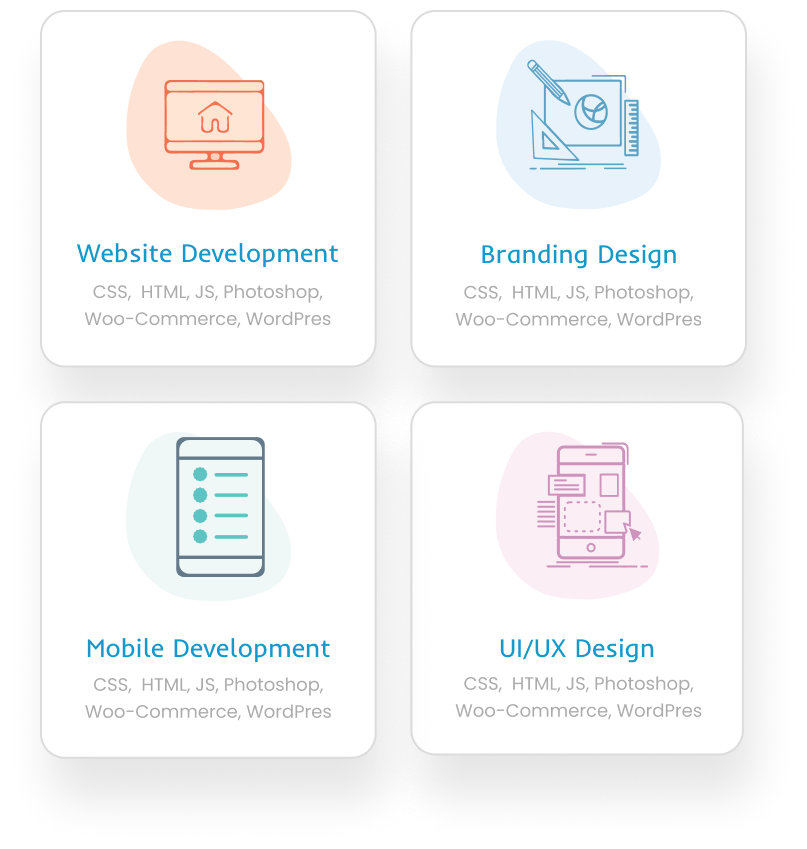 Website Development
CSS,  HTML, JS, Photoshop,
Woo-Commerce, WordPres
Branding Design
CSS,  HTML, JS, Photoshop,
Woo-Commerce, WordPres
Mobile Development
CSS,  HTML, JS, Photoshop,
Woo-Commerce, WordPres
UI/UX Design
CSS,  HTML, JS, Photoshop,
Woo-Commerce, WordPres